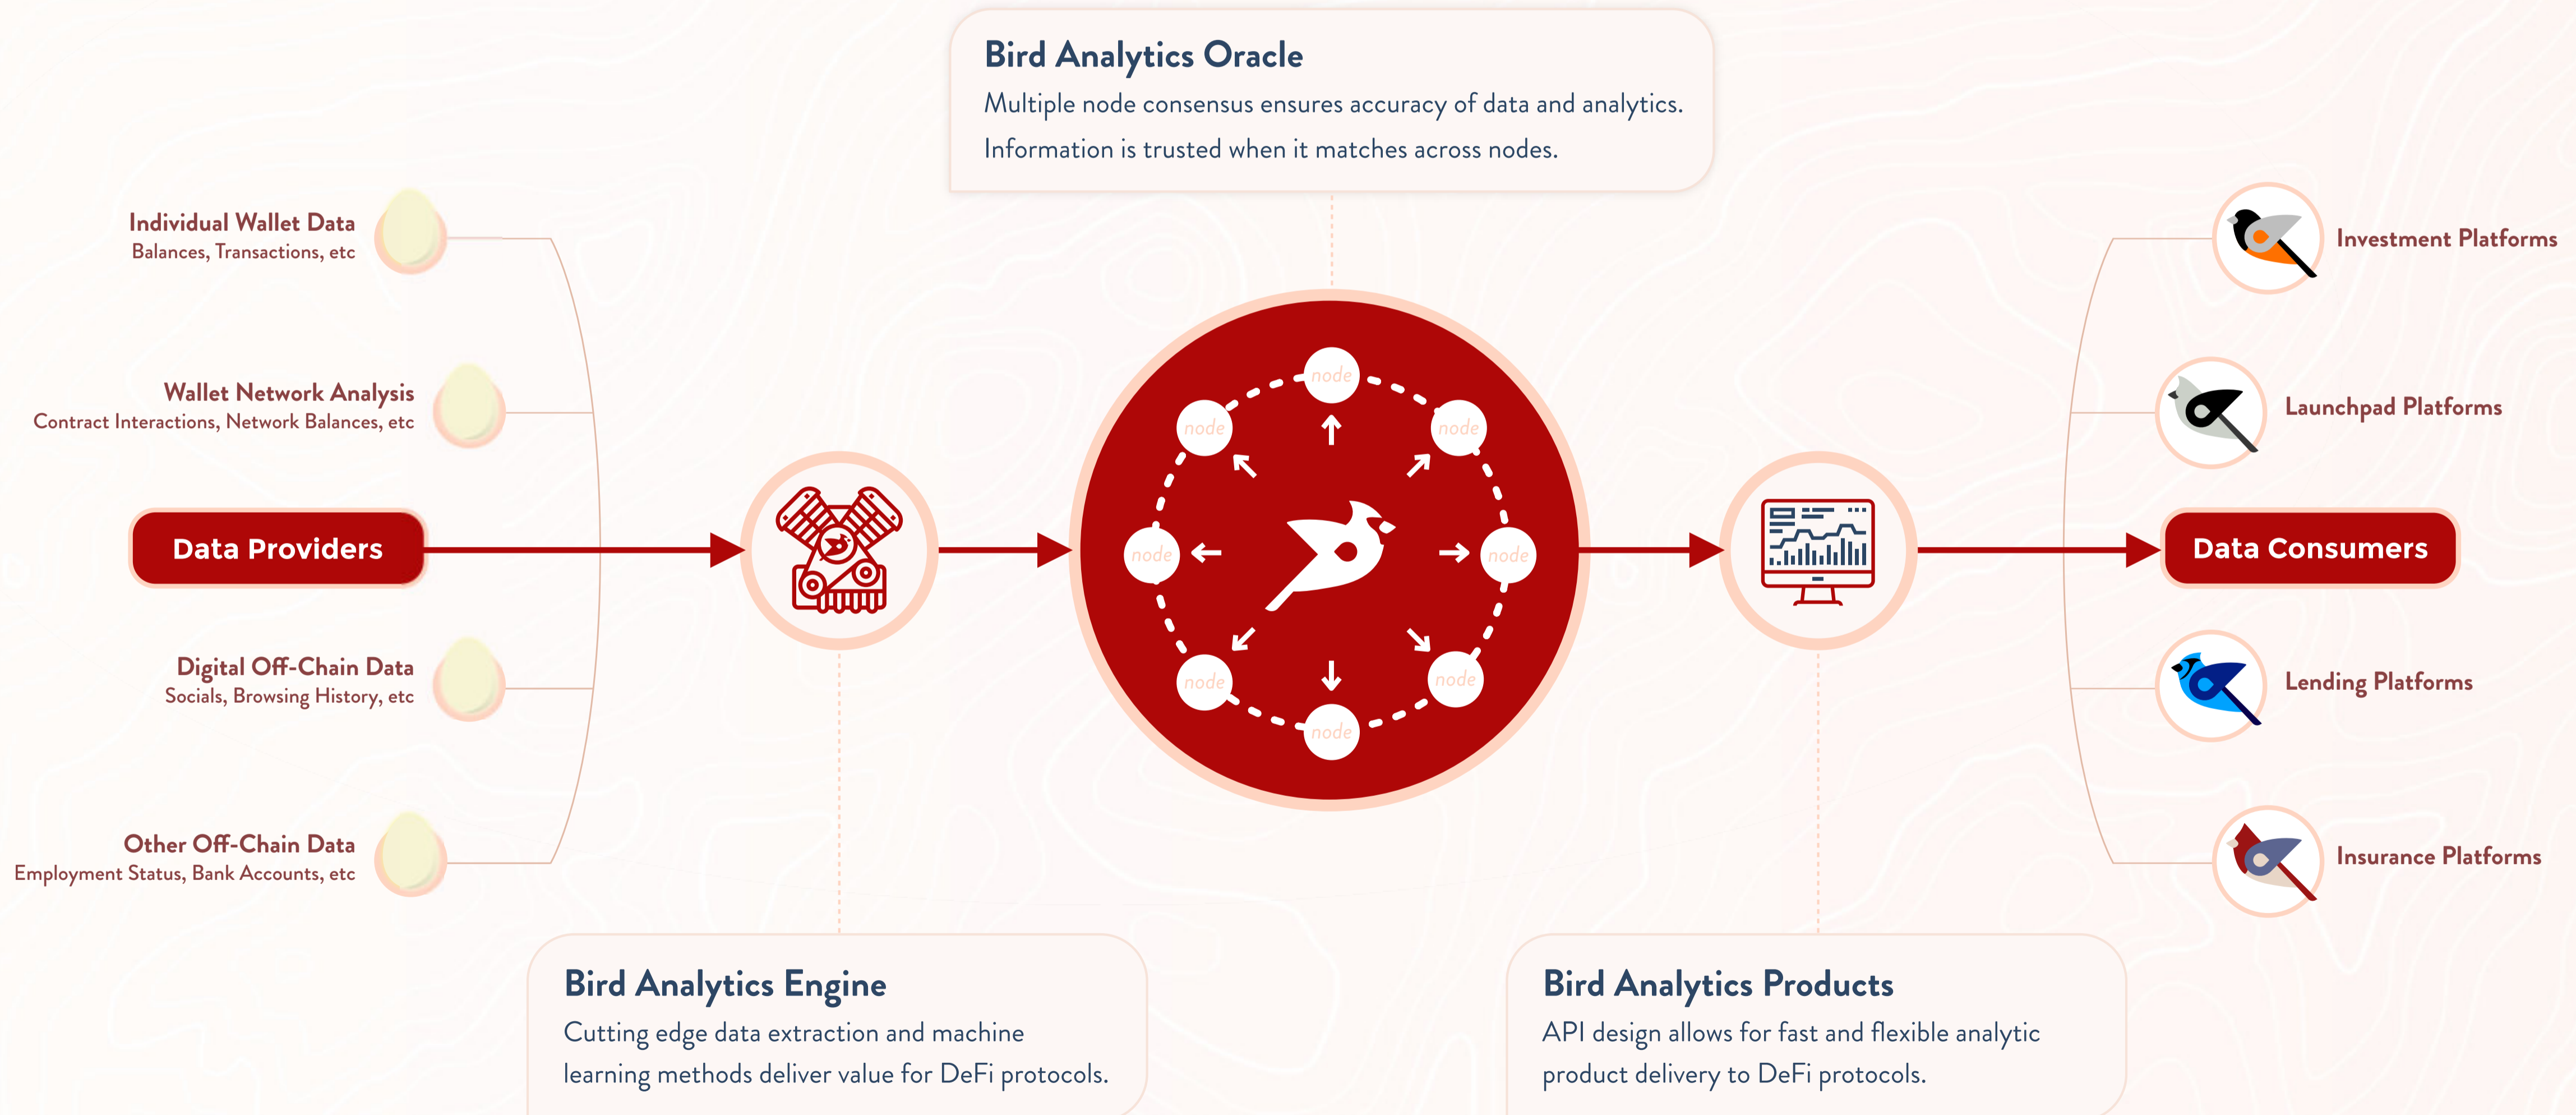 Bird Analytics Oracle
Multiple node consensus ensures accuracy of data and analytics.
Information is trusted when it matches across nodes.
Individual Wallet Data
Balances, Transactions, etc
Wallet Network Analysis
Contract Interactions, Network Balances, etc
Data Providers
Digital Off-Chain Data
Socials, Browsing History, etc
Other Off-Chain Data
Employment Status, Bank Accounts, etc
node
node
node
node
node
node
node
node
Investment Platforms
Launchpad Platforms
Data Consumers
Lending Platforms
Insurance Platforms
Bird Analytics Engine
Cutting edge data extraction and machine
learning methods deliver value for DeFi protocols.
Bird Analytics Products
API design allows for fast and flexible analytic
product delivery to DeFi protocols.